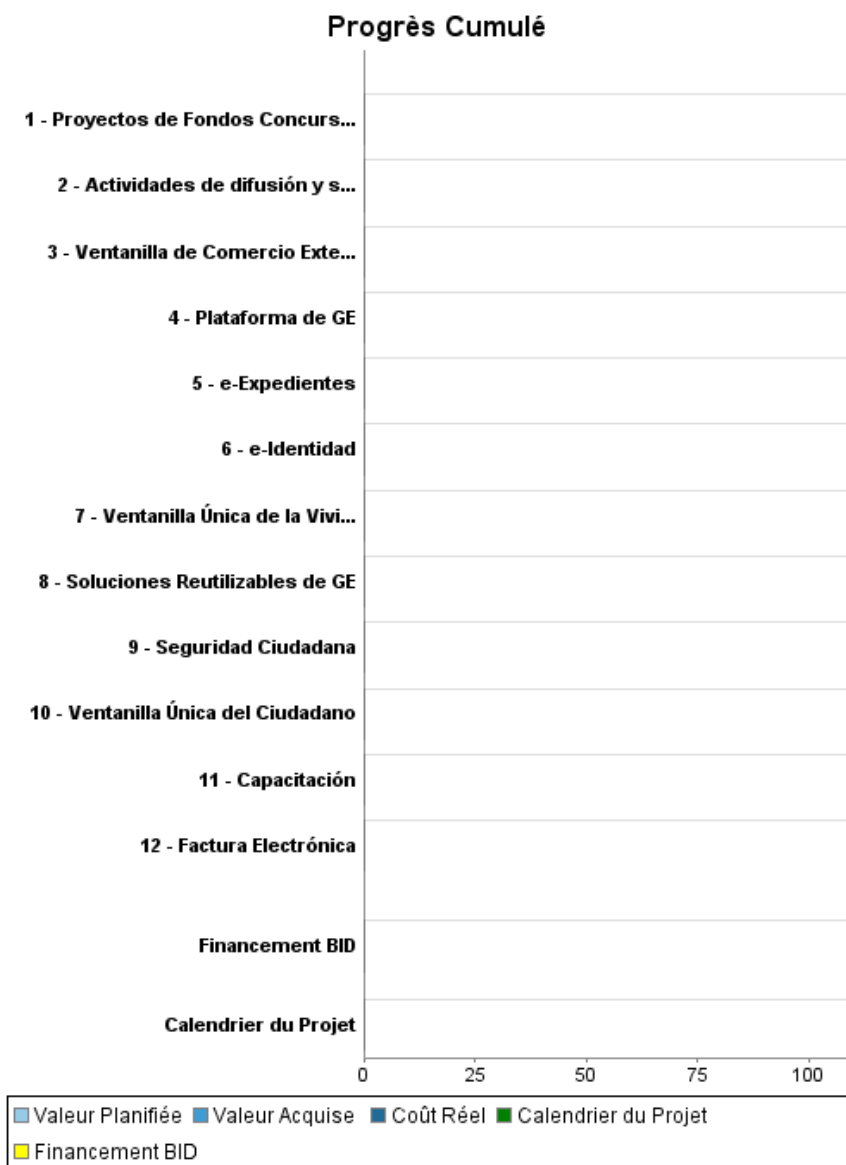 Progrès Cumulé
1 - Proyectos de Fondos Concurs...
2 - Actividades de difusión y s...
3 - Ventanilla de Comercio Exte...
4 - Plataforma de GE
5 - e-Expedientes
6 - e-Identidad
7 - Ventanilla Única de la Vivi...
8 - Soluciones Reutilizables de GE
9 - Seguridad Ciudadana
10 - Ventanilla Única del Ciudadano
11 - Capacitación
12 - Factura Electrónica
Financement BID
Calendrier du Projet
0 25 50 75 100
Valeur Planifiée Valeur Acquise Coût Réel Calendrier du Projet
Financement BID